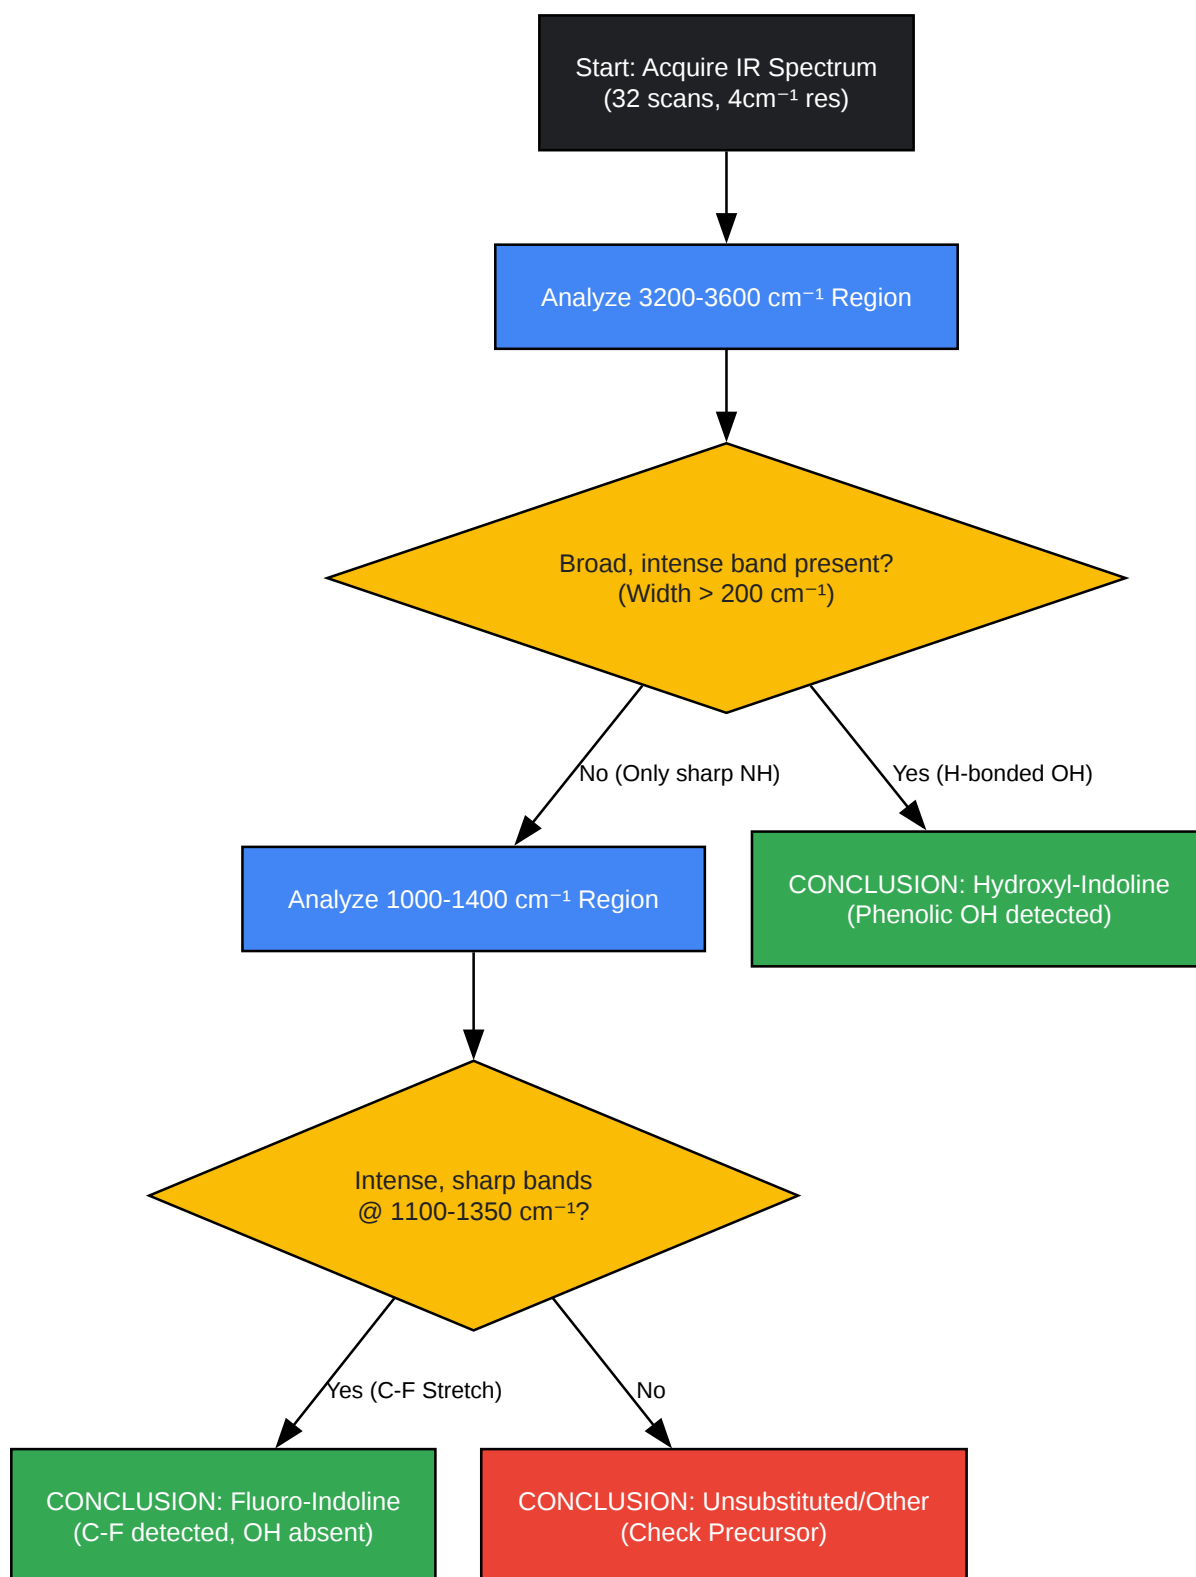 Start: Acquire IR Spectrum
(32 scans, 4cm⁻¹ res)
Analyze 3200-3600 cm⁻¹ Region
Broad, intense band present?
(Width > 200 cm⁻¹)
No (Only sharp NH)
Yes (H-bonded OH)
Analyze 1000-1400 cm⁻¹ Region
CONCLUSION: Hydroxyl-Indoline
(Phenolic OH detected)
Intense, sharp bands
@ 1100-1350 cm⁻¹?
Yes (C-F Stretch)
No
CONCLUSION: Fluoro-Indoline
(C-F detected, OH absent)
CONCLUSION: Unsubstituted/Other
(Check Precursor)